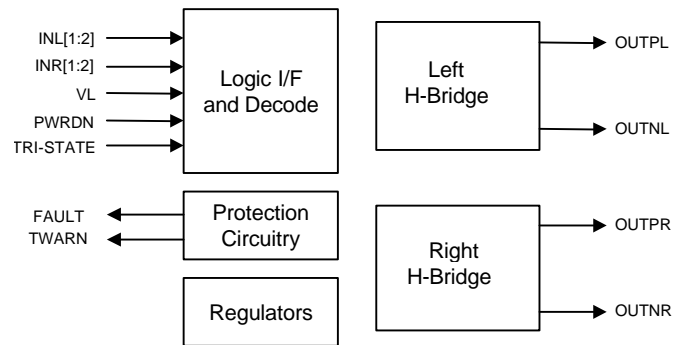 INL[1:2]
INR[1:2]
VL
PWRDN
TRI-STATE
Logic I/F
and Decode
Left
H-Bridge
OUTPL
OUTNL
FAULT
TWARN
Protection
Circuitry
Regulators
Right
H-Bridge
OUTPR
OUTNR